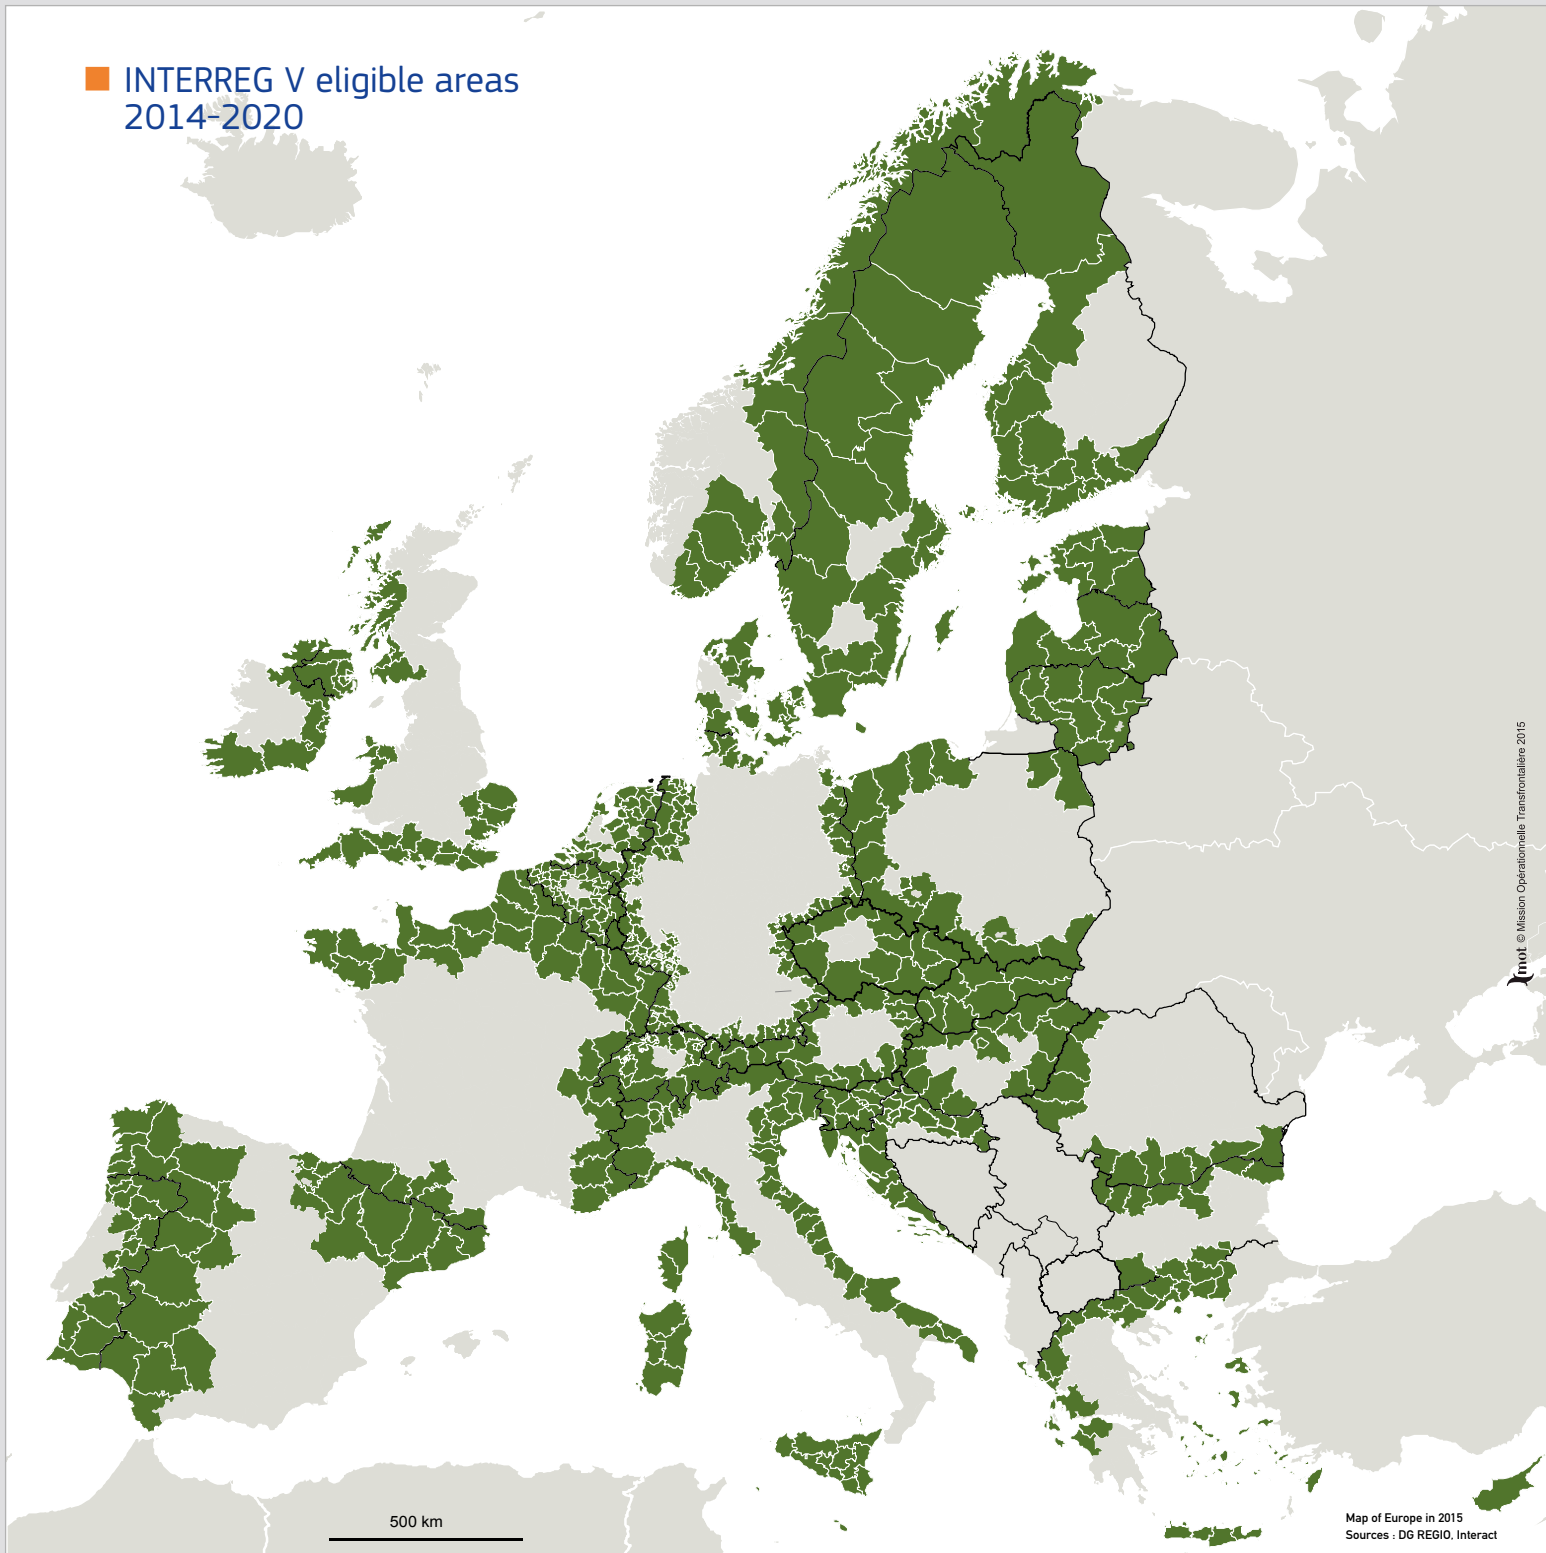 INTERREG V eligible areas
2014-2020
mot © Mission Opérationnelle Transfrontalière 2015
500 km
Map of Europe in 2015
Sources : DG REGIO, Interact